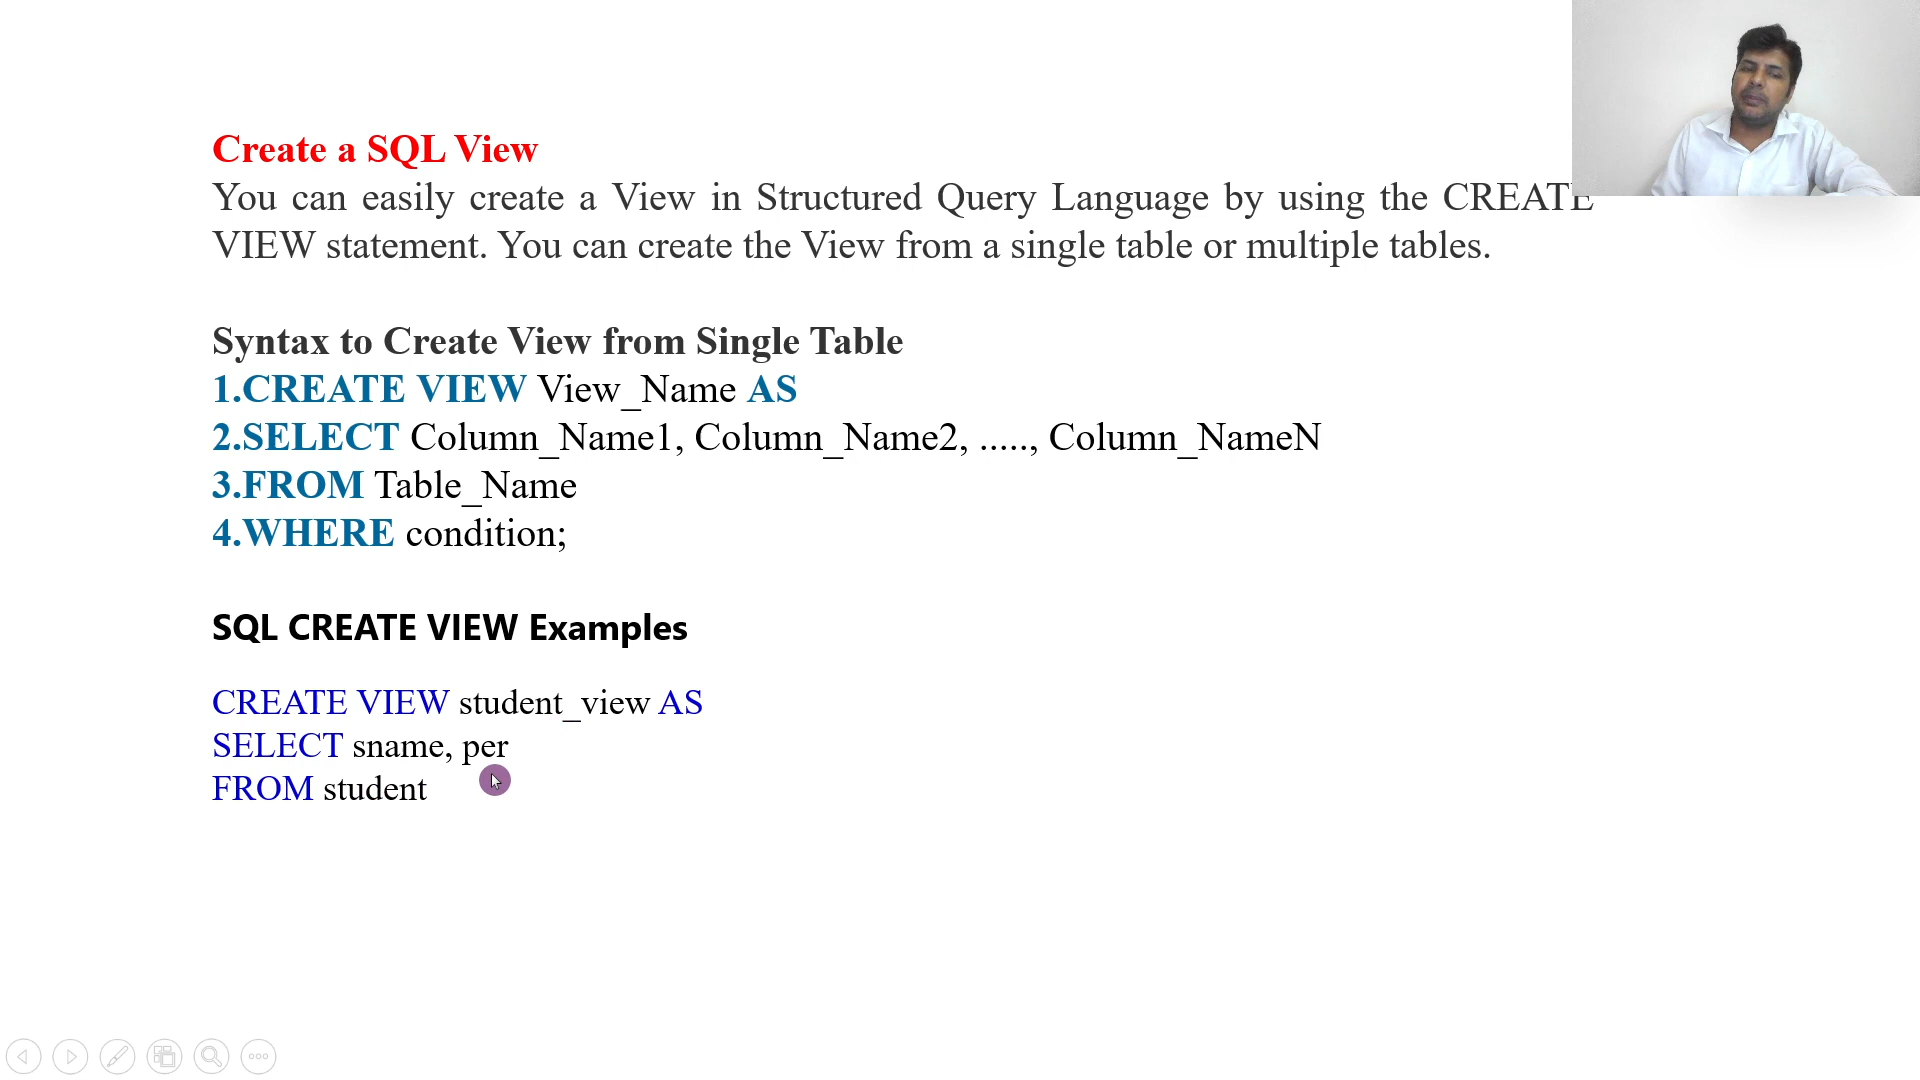 Create a SQL View
You can easily create a View in Structured Query Language by using the CREATE
VIEW statement. You can create the View from a single table or multiple tables.
Syntax to Create View from Single Table
1.CREATE VIEW View_Name AS
2.SELECT Column_Name1, Column_Name2, ....., Column_NameN
3.FROM Table_Name
4.WHERE condition;
SQL CREATE VIEW Examples
CREATE VIEW student_view AS
SELECT sname, per
FROM student